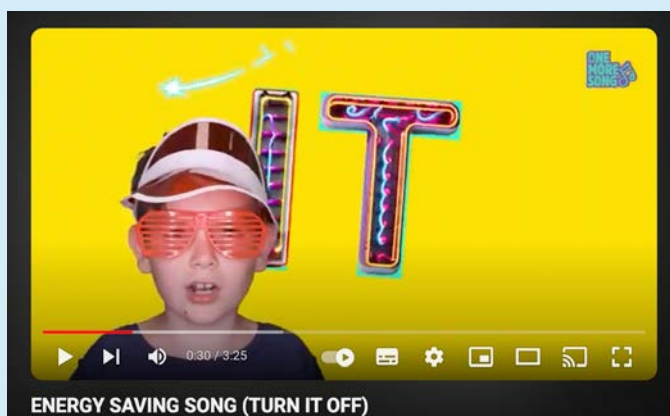 IT
ONE
MORE
SONG
0:30 / 3:25
ENERGY SAVING SONG (TURN IT OFF)